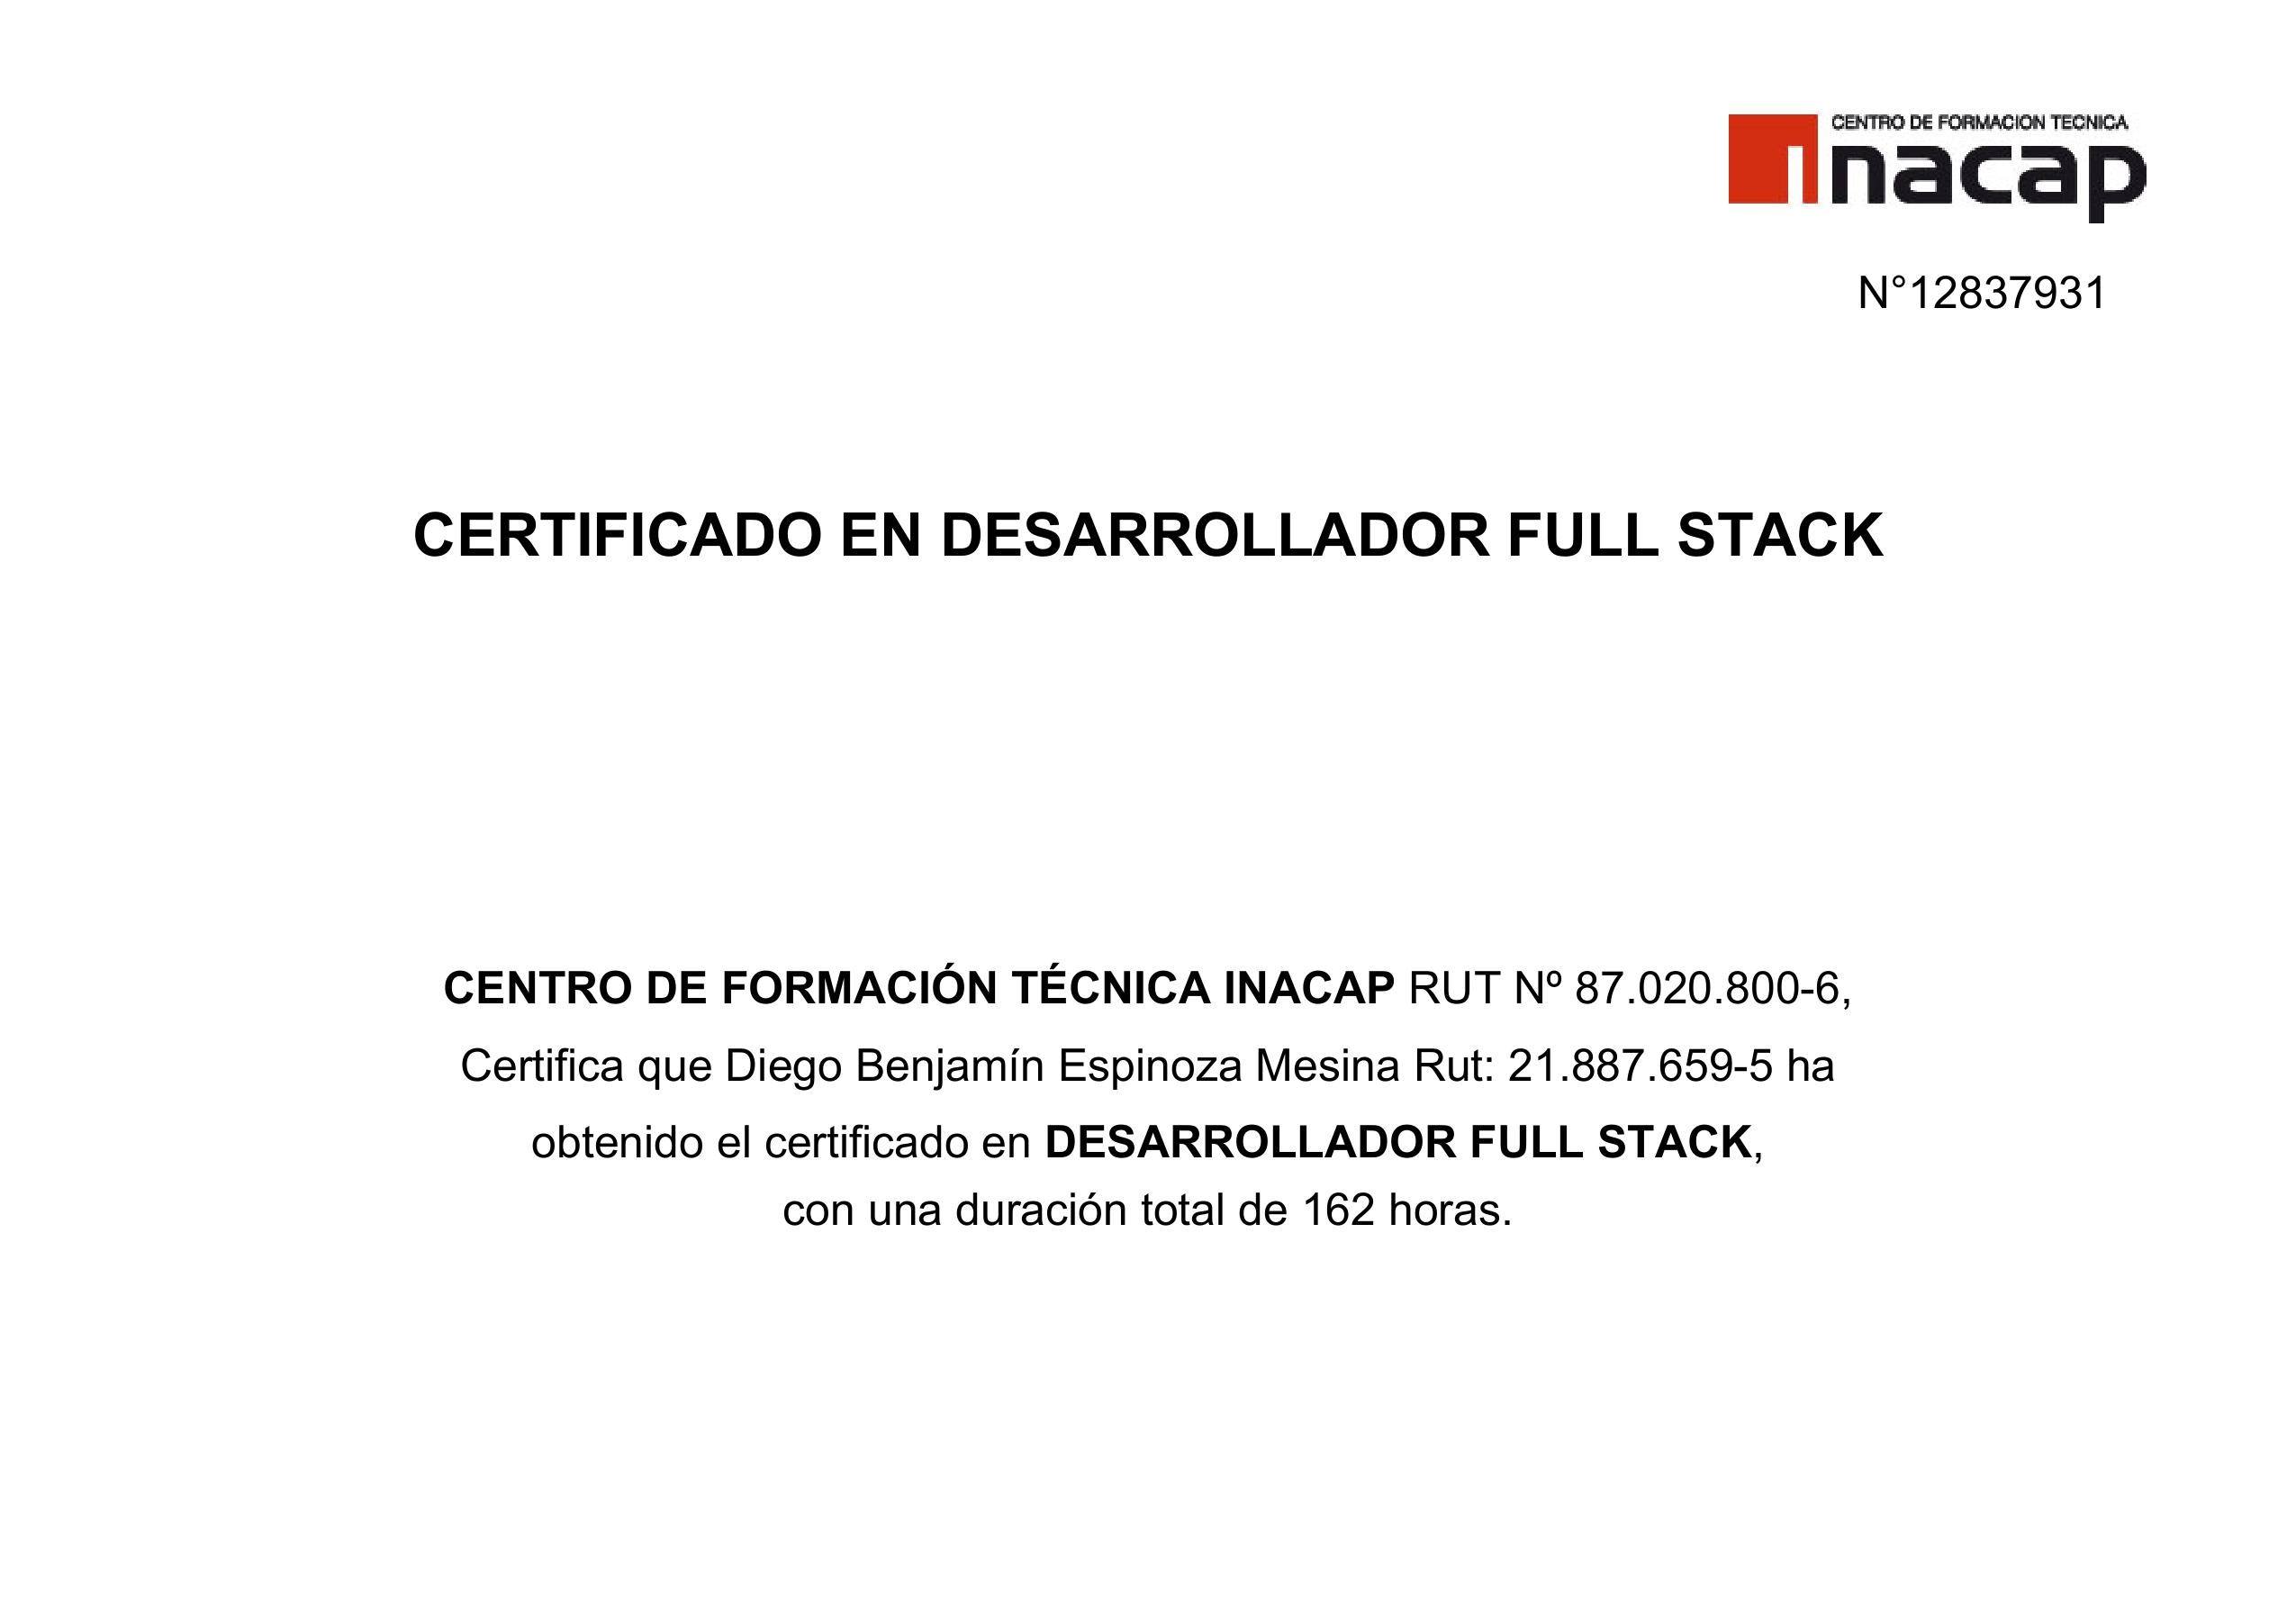 CENTRO DE FORMACION TECNICA
inacap
N°12837931
CERTIFICADO EN DESARROLLADOR FULL STACK
CENTRO DE FORMACIÓN TÉCNICA INACAP RUT Nº 87.020.800-6,
Certifica que Diego Benjamín Espinoza Mesina Rut: 21.887.659-5 ha
obtenido el certificado en DESARROLLADOR FULL STACK,
con una duración total de 162 horas.